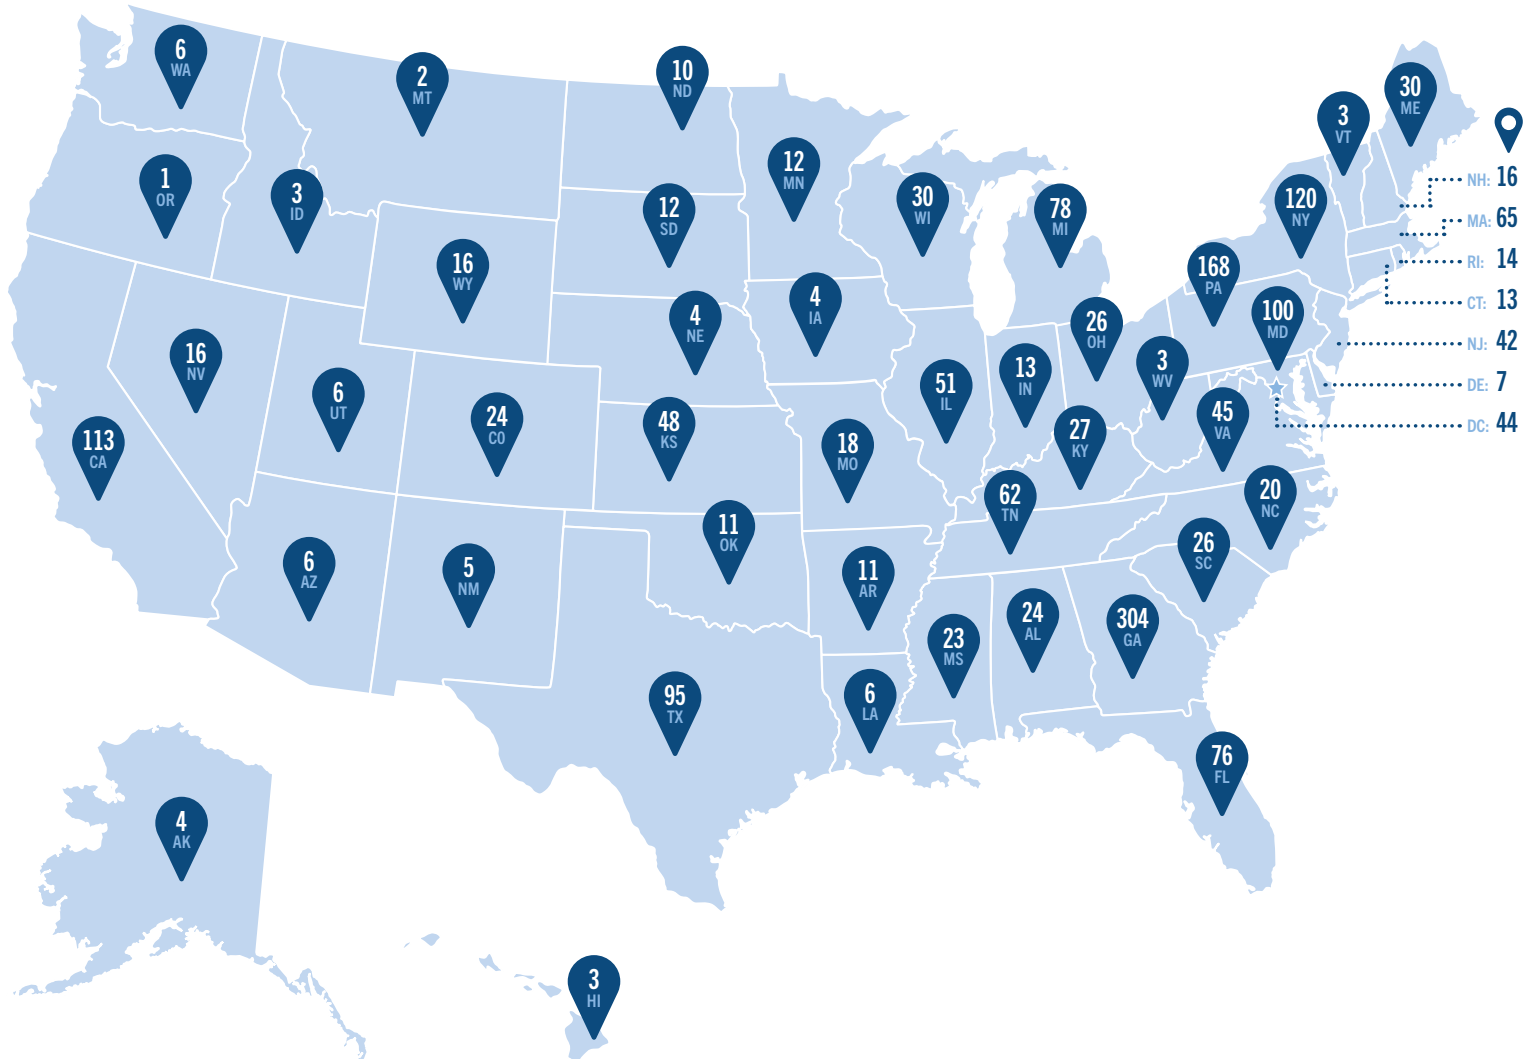 6
WA
2
MT
10
ND
30
ME
3
VT
12
MN
1
OR
3
ID
12
SD
30
WI
78
MI
120
NY
NH: 16
MA: 65
RI: 14
CT: 13
NJ: 42
DE: 7
DC: 44
16
WY
4
NE
4
IA
168
PA
100
MD
26
OH
16
NV
6
UT
24
CO
48
KS
18
MO
51
IL
13
IN
3
WV
45
VA
27
KY
113
CA
62
TN
20
NC
11
OK
11
AR
26
SC
6
AZ
5
NM
23
MS
24
AL
304
GA
95
TX
6
LA
76
FL
4
AK
3
HI